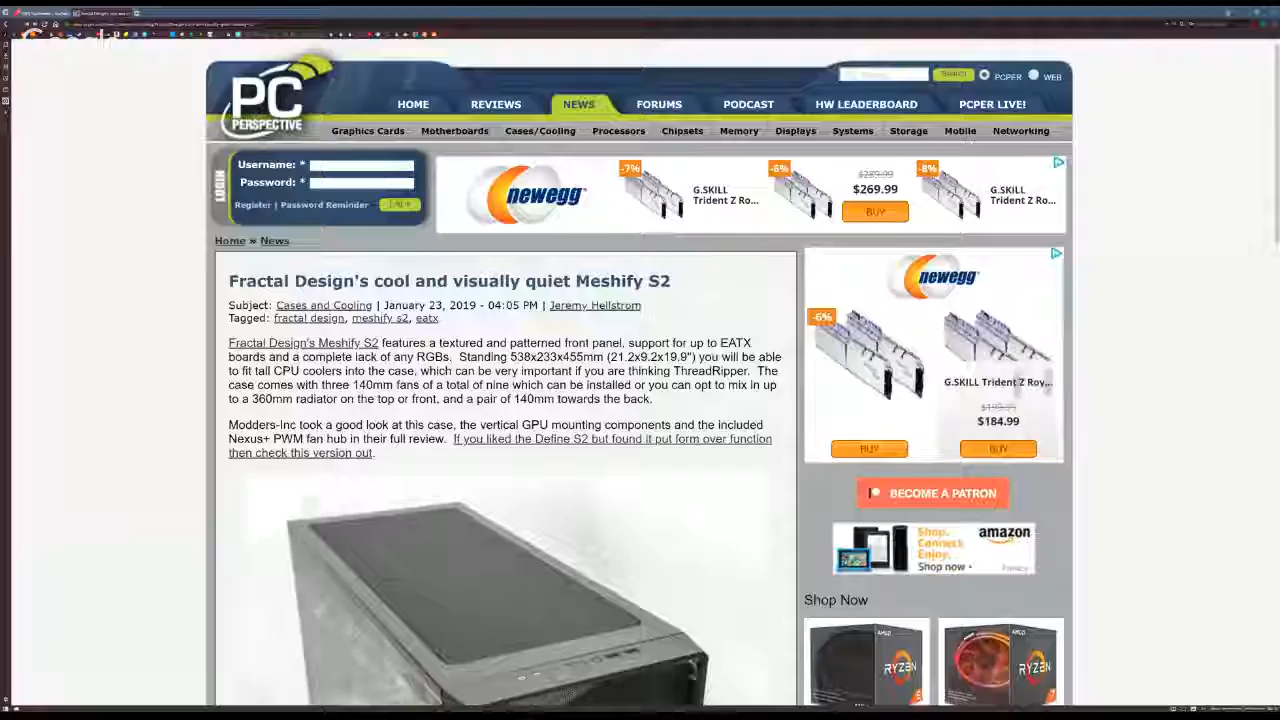 PC
PERSPECTIVE
SEARCH
PCPER
WEB
HOME
REVIEWS
NEWS
FORUMS
PODCAST
HW LEADERBOARD
PCPER LIVE!
Graphics Cards
Motherboards
Cases/Cooling
Processors
Chipsets
Memory
Displays
Systems
Storage
Mobile
Networking
LOGIN
Username: *
Password: *
Register | Password Reminder
newegg
-7%
G.SKILL
Trident Z Ro...
-6%
$289.99
$269.99
BUY
-8%
G.SKILL
Trident Z Ro...
Home » News
Fractal Design's cool and visually quiet Meshify S2
Subject: Cases and Cooling | January 23, 2019 - 04:05 PM | Jeremy Hellstrom
Tagged: fractal design, meshify s2, eatx
Fractal Design's Meshify S2 features a textured and patterned front panel, support for up to EATX
boards and a complete lack of any RGBs. Standing 538x233x455mm (21.2x9.2x19.9") you will be able
to fit tall CPU coolers into the case, which can be very important if you are thinking ThreadRipper. The
case comes with three 140mm fans of a total of nine which can be installed or you can opt to mix in up
to a 360mm radiator on the top or front, and a pair of 140mm towards the back.
Modders-Inc took a good look at this case, the vertical GPU mounting components and the included
Nexus+ PWM fan hub in their full review. If you liked the Define S2 but found it put form over function
then check this version out.
newegg
-6%
G.SKILL Trident Z Roy...
$184.99
BUY
BUY
BECOME A PATRON
Shop.
Connect.
Enjoy.
Shop now
amazon
Privacy
Shop Now
AMD
RYZEN
AMD
RYZEN
7